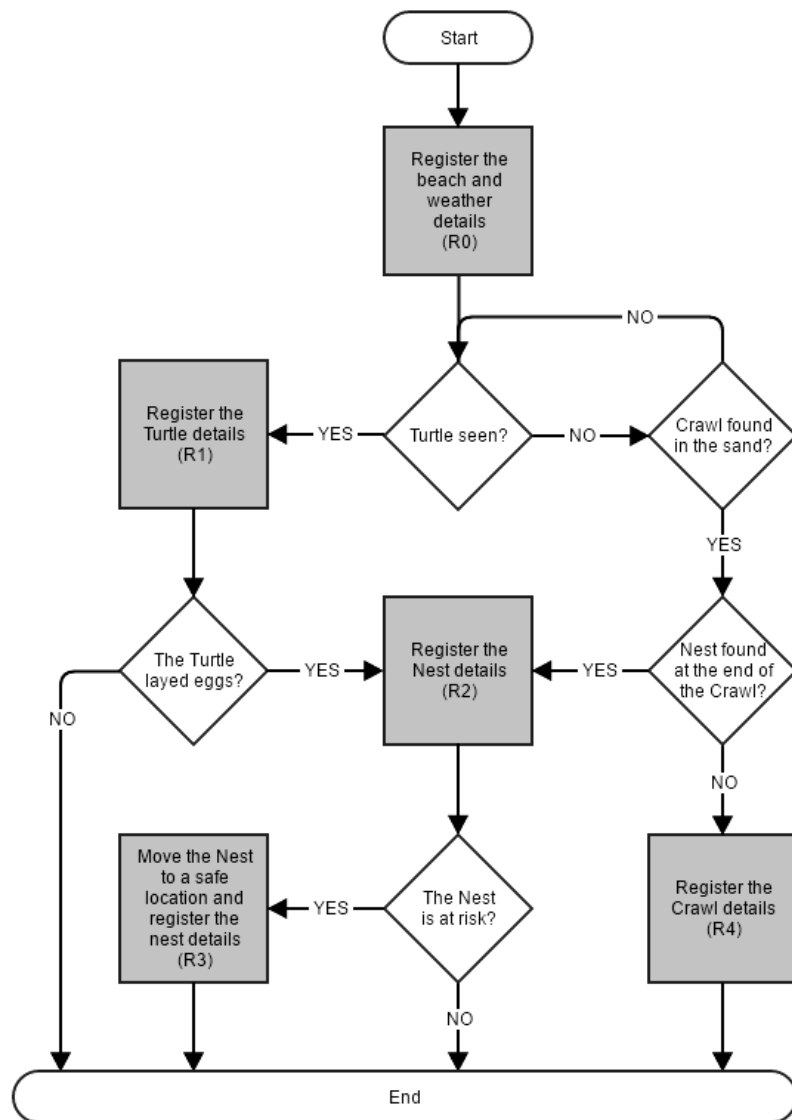 Start
Register the
beach and
weather
details
(R0)
NO
Register the
Turtle details
(R1)
YES
Turtle seen?
NO
Crawl found
in the sand?
YES
The Turtle
layed eggs?
YES
Register the
Nest details
(R2)
YES
Nest found
at the end of
the Crawl?
NO
NO
Move the Nest
to a safe
location and
register the
nest details
(R3)
YES
The Nest
is at risk?
Register the
Crawl details
(R4)
NO
End